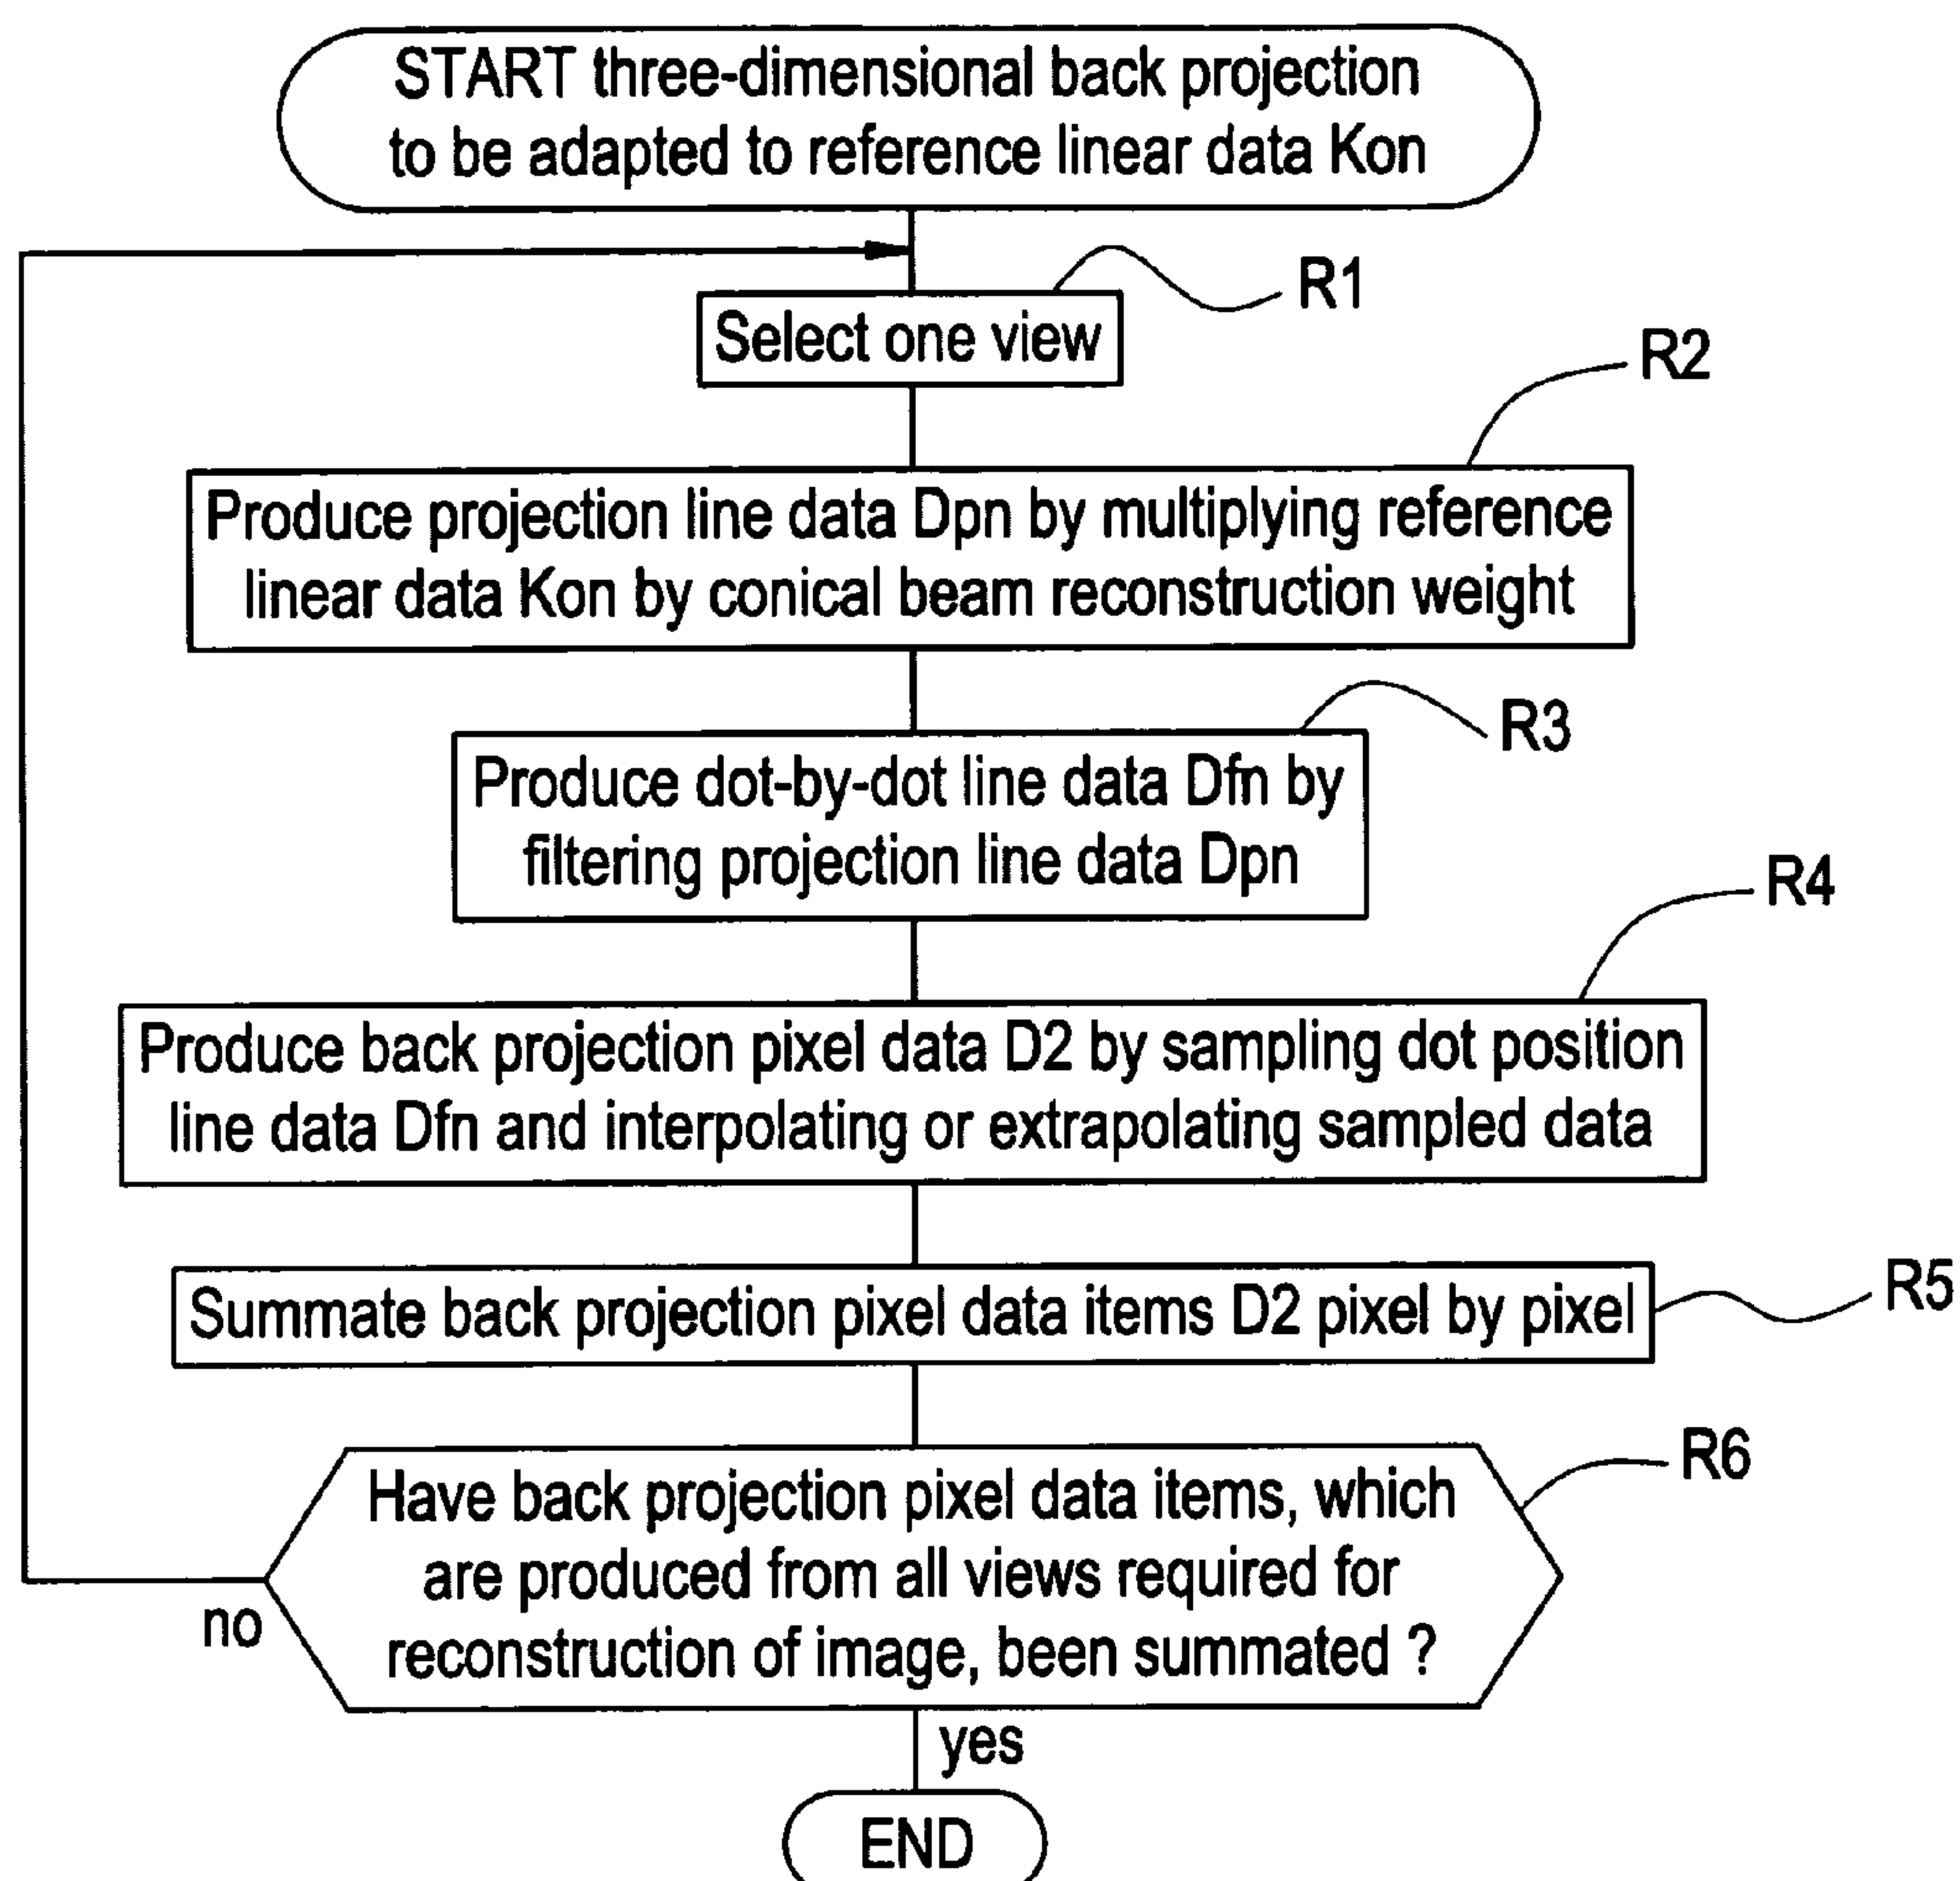 START three-dimensional back projection
to be adapted to reference linear data Kon
R1
Select one view
R2
Produce projection line data Dpn by multiplying reference
linear data Kon by conical beam reconstruction weight
R3
Produce dot-by-dot line data Dfn by
filtering projection line data Dpn
R4
Produce back projection pixel data D2 by sampling dot position
line data Dfn and interpolating or extrapolating sampled data
Summate back projection pixel data items D2 pixel by pixel
R5
R6
Have back projection pixel data items, which
are produced from all views required for
reconstruction of image, been summated ?
no
yes
END